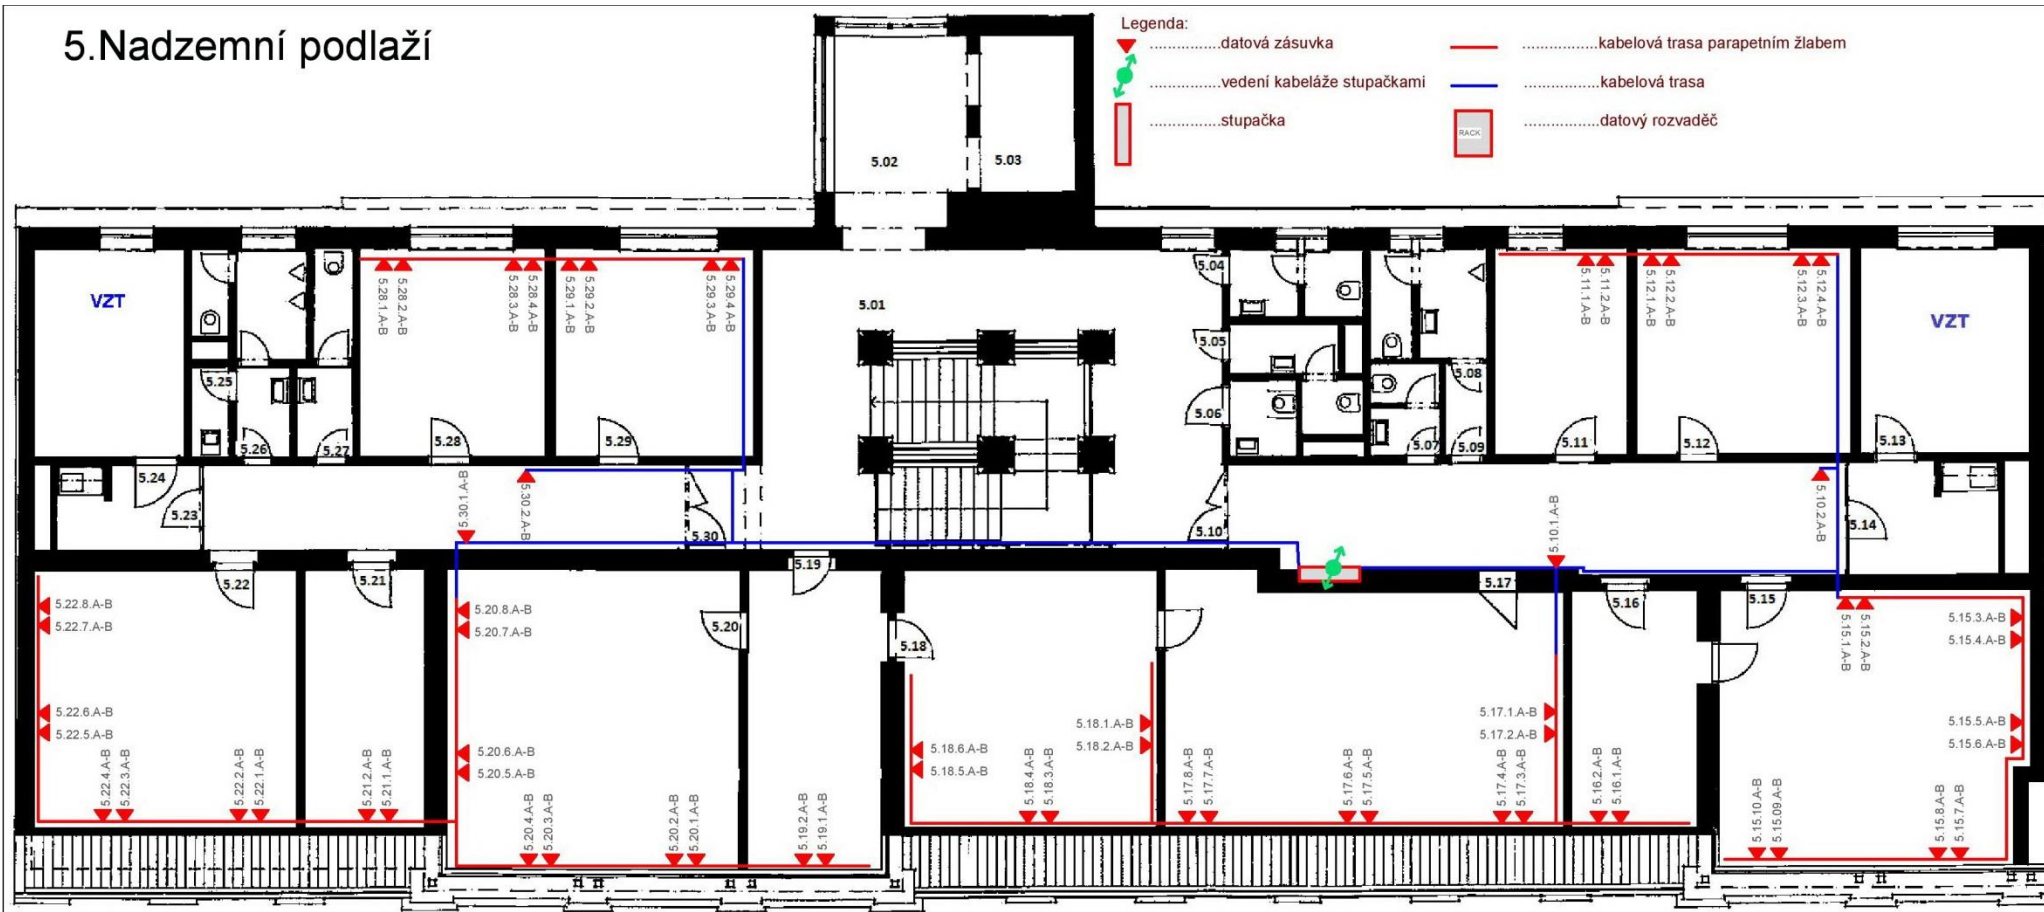 5.Nadzemní podlaží
Legenda:
..................datová zásuvka
..................vedení kabeláže stupačkami
..................stupačka
..................kabelová trasa parapetním žlabem
..................kabelová trasa
RACK
..................datový rozvaděč
5.02
5.03
VZT
5.28.1.A-B
5.28.2.A-B
5.28.3.A-B
5.28.4.A-B
5.29.1.A-B
5.29.2.A-B
5.29.3.A-B
5.29.4.A-B
5.01
5.04
5.05
5.06
5.11.1.A-B
5.11.2.A-B
5.12.1.A-B
5.12.2.A-B
5.12.3.A-B
5.12.4.A-B
VZT
5.25
5.26
5.27
5.28
5.29
5.07
5.08
5.09
5.11
5.12
5.13
5.24
5.23
5.30.1.A-B
5.30.2.A-B
5.30
5.10
5.10.1.A-B
5.10.2.A-B
5.14
5.22
5.21
5.19
5.17
5.16
5.15
5.22.8.A-B
5.22.7.A-B
5.20.8.A-B
5.20.7.A-B
5.20
5.18
5.15.1.A-B
5.15.2.A-B
5.15.3.A-B
5.15.4.A-B
5.22.6.A-B
5.22.5.A-B
5.20.6.A-B
5.20.5.A-B
5.18.6.A-B
5.18.5.A-B
5.18.1.A-B
5.18.2.A-B
5.17.1.A-B
5.17.2.A-B
5.15.5.A-B
5.15.6.A-B
5.22.4.A-B
5.22.3.A-B
5.22.2.A-B
5.22.1.A-B
5.21.2.A-B
5.21.1.A-B
5.20.4.A-B
5.20.3.A-B
5.20.2.A-B
5.20.1.A-B
5.19.2.A-B
5.19.1.A-B
5.18.4.A-B
5.18.3.A-B
5.17.8.A-B
5.17.7.A-B
5.17.6.A-B
5.17.5.A-B
5.17.4.A-B
5.17.3.A-B
5.16.2.A-B
5.16.1.A-B
5.15.10.A-B
5.15.09.A-B
5.15.8.A-B
5.15.7.A-B